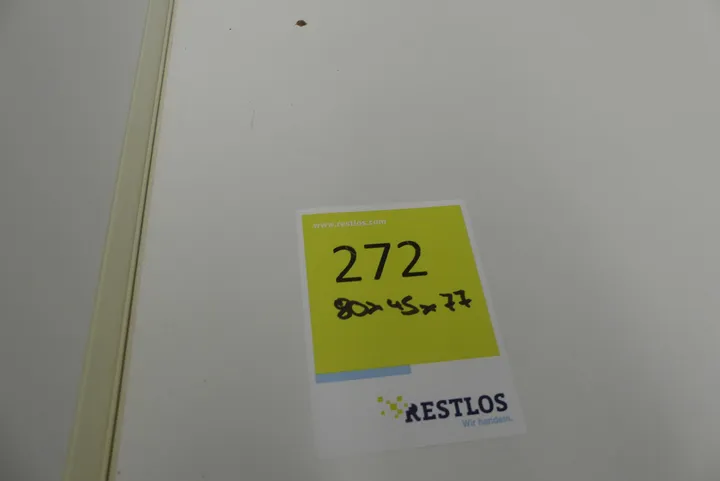 www.restlos.com
272
80x45x77
RESTLOS
Wir handeln.